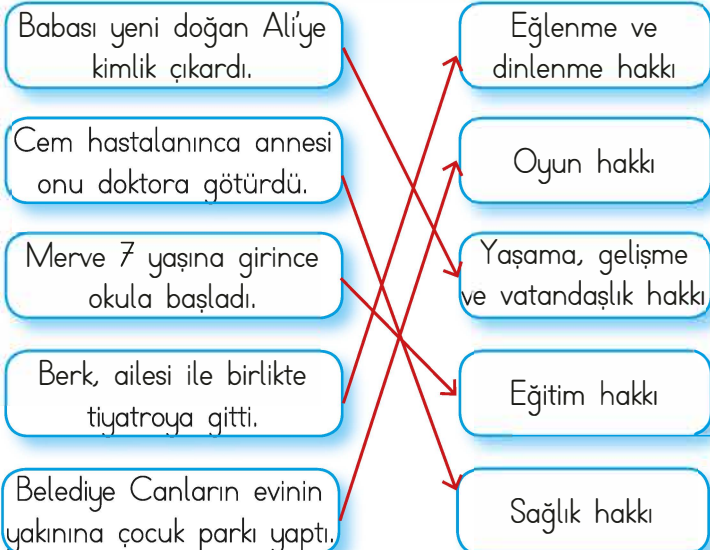 Babası yeni doğan Ali'ye
kimlik çıkardı.
Cem hastalanınca annesi
onu doktora götürdü.
Merve 7 yaşına girince
okula başladı.
Berk, ailesi ile birlikte
tiyatroya gitti.
Belediye Canların evinin
yakınına çocuk parkı yaptı.
Eğlenme ve
dinlenme hakkı
Oyun hakkı
Yaşama, gelişme
ve vatandaşlık hakkı
Eğitim hakkı
Sağlık hakkı